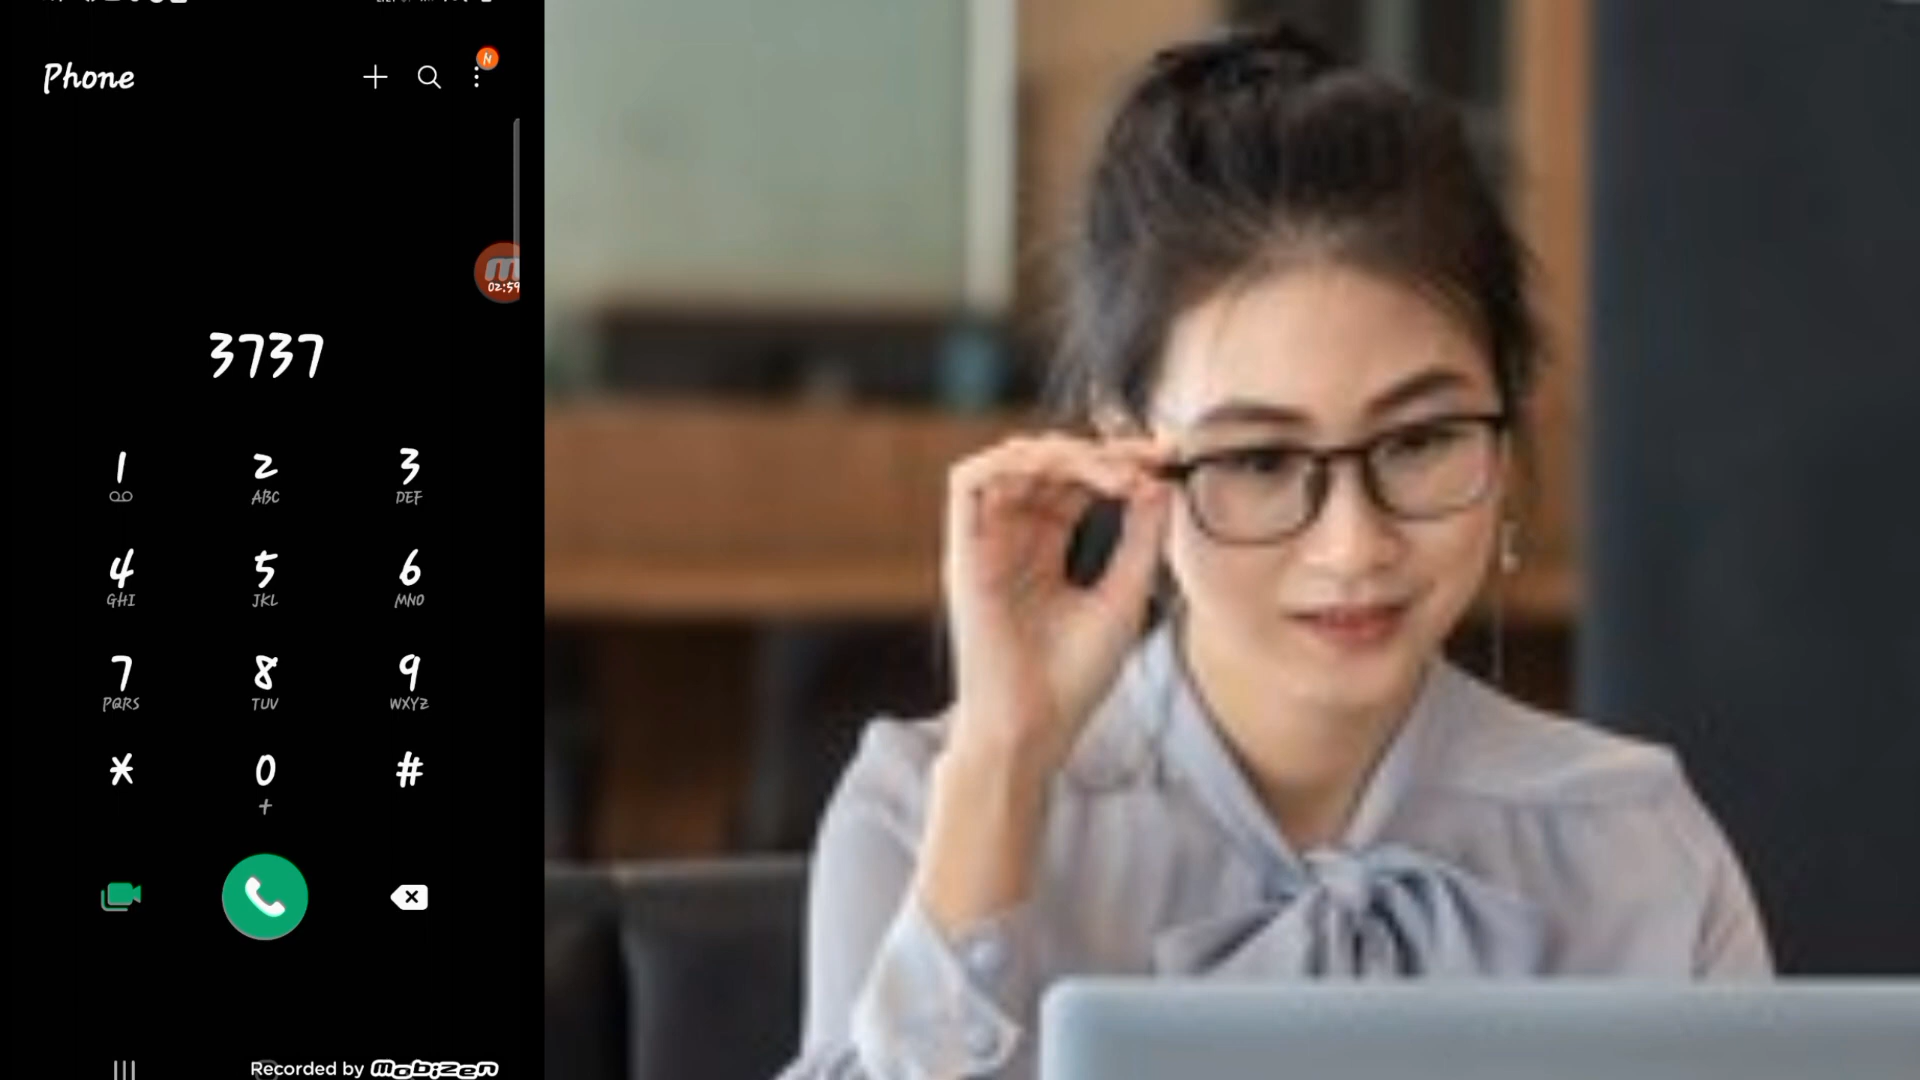 Phone
N
02:59
3737
1
2
ABC
3
DEF
4
GHI
5
JKL
6
MNO
7
PQRS
8
TUV
9
WXYZ
*
0
+
#
Recorded by mobizen